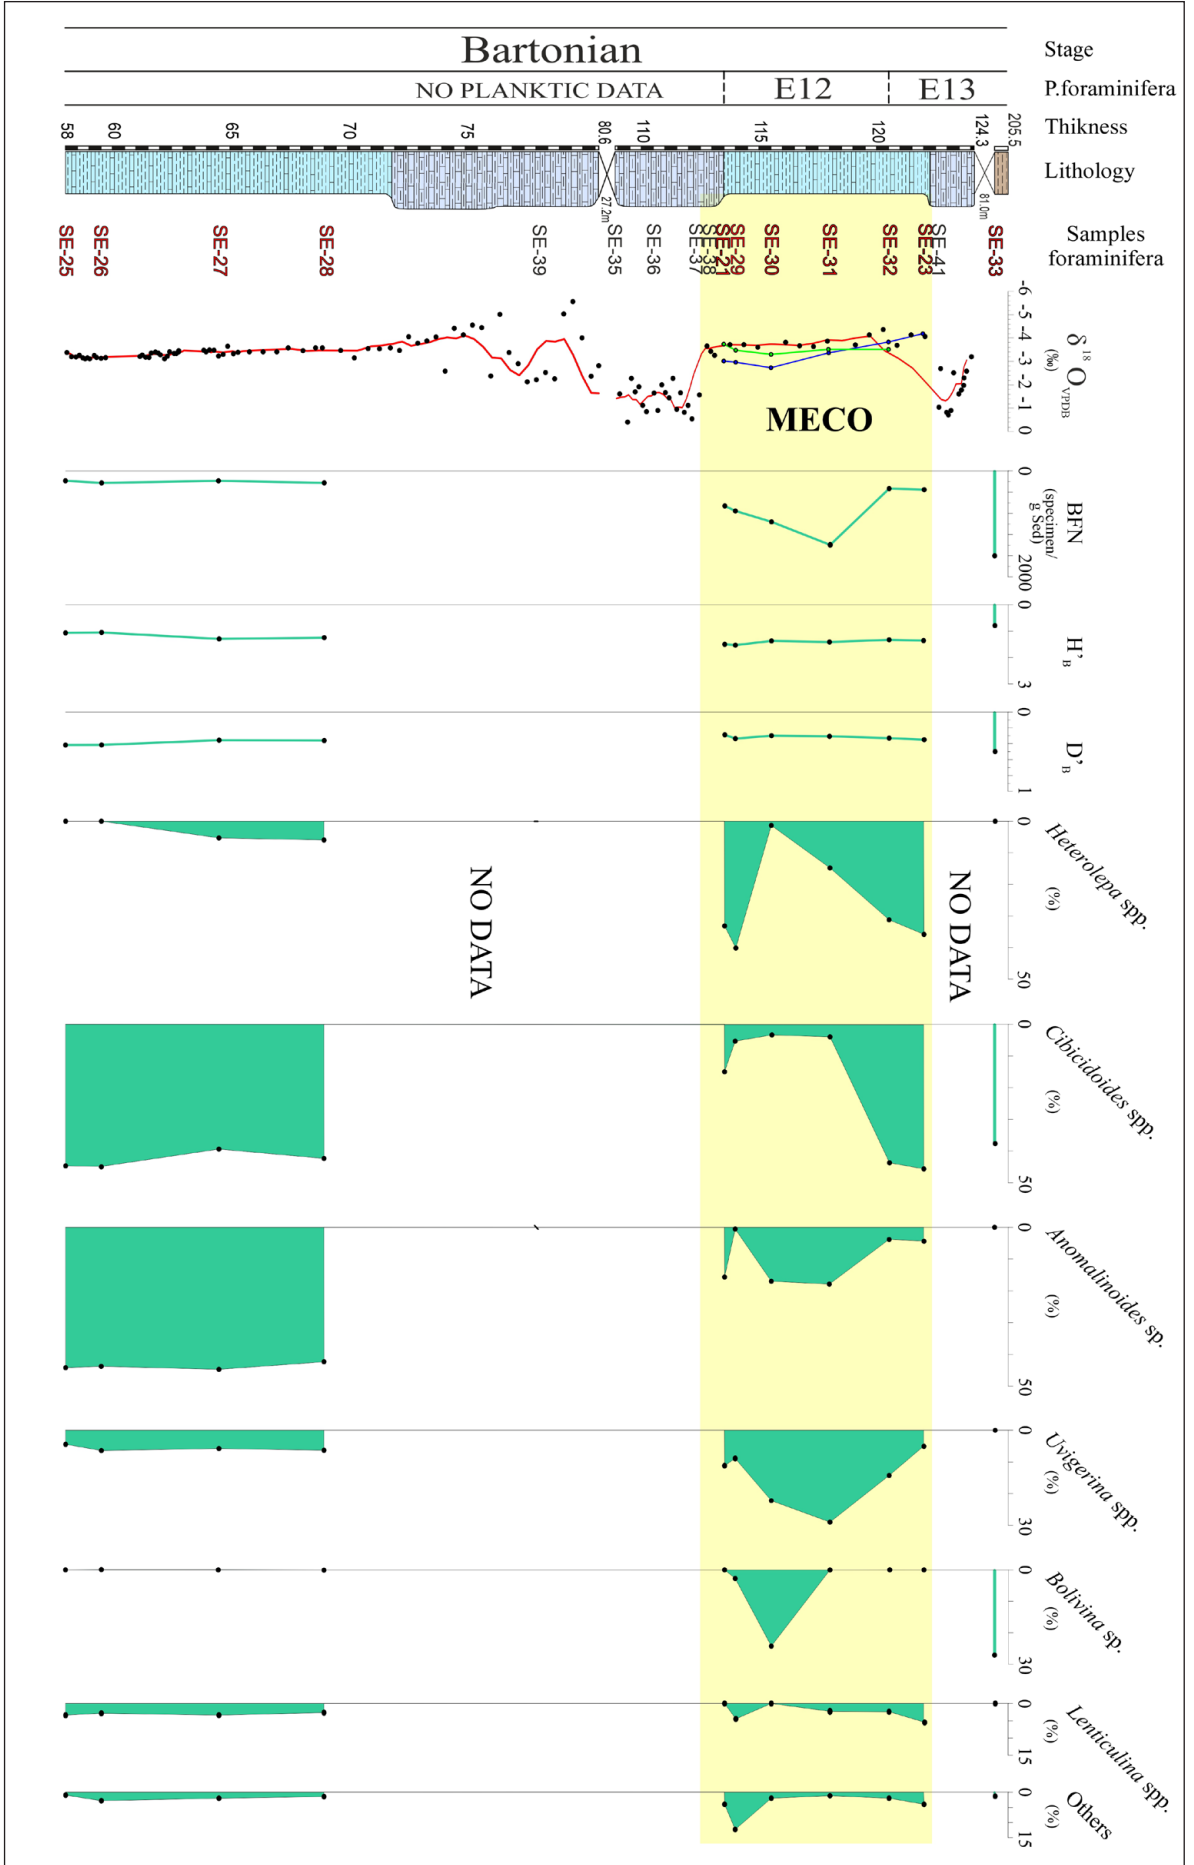 Stage
Bartonian
P.foraminifera
NO PLANKTIC DATA
E12
E13
Thikness
58
60
65
70
75
80.6
110
115
120
124.3
205.5
Lithology
27.2m
81.0m
Samples
foraminifera
SE-25
SE-26
SE-27
SE-28
SE-39
SE-35
SE-36
SE-37
SE-38
SE-21
SE-29
SE-30
SE-31
SE-32
SE-23
SE-41
SE-33
δ¹⁸O VPDB
(‰)
-6
-5
-4
-3
-2
-1
0
MECO
BFN
(specimen/
g Sed)
0
2000
H'B
0
3
D'B
0
1
Heterolepa spp.
(%)
0
50
NO DATA
NO DATA
Cibicidoides spp.
(%)
0
50
Anomalinoides sp.
(%)
0
50
Uvigerina spp.
(%)
0
30
Bolivina sp.
(%)
0
30
Lenticulina spp.
(%)
0
15
Others
(%)
0
15